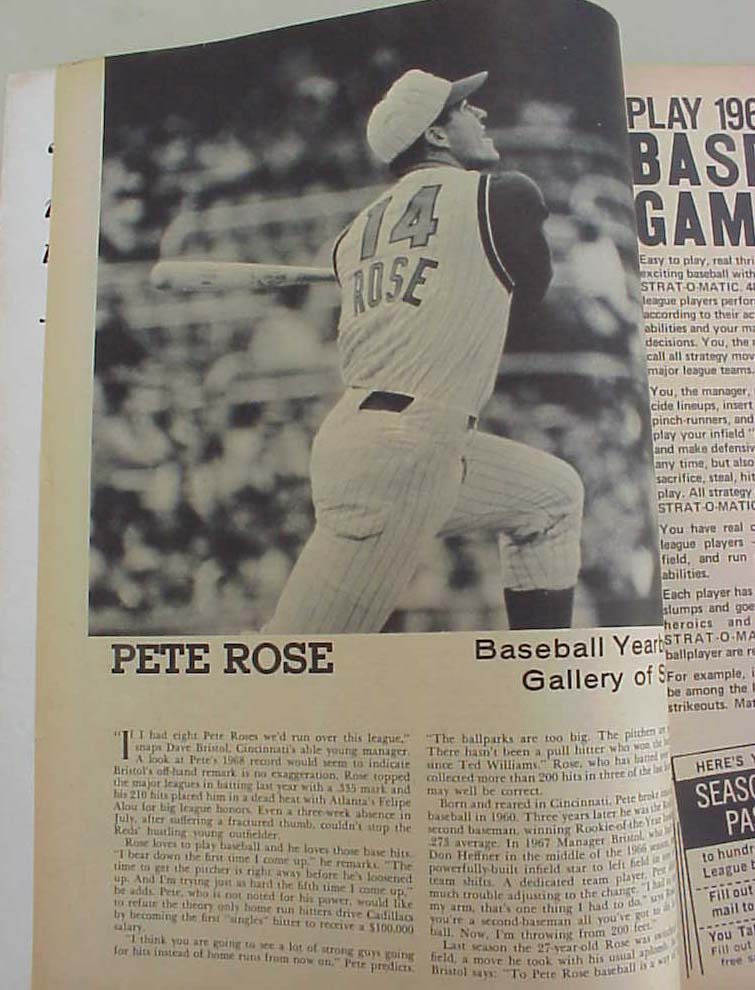 14
ROSE
PETE ROSE
Baseball Yearb
Gallery of S
"If I had eight Pete Roses we'd run over this league,"
snaps Dave Bristol, Cincinnati's able young manager.
A look at Pete's 1968 record would seem to indicate
Bristol's off-hand remark is no exaggeration. Rose topped
the major leagues in batting last year with a .335 mark and
his 210 hits placed him in a dead heat with Atlanta's Felipe
Alou for big league honors. Even a three-week absence in
July, after suffering a fractured thumb, couldn't stop the
Reds' hustling young outfielder.
Rose loves to play baseball and he loves those base hits.
"I bear down the first time I come up," he remarks. "The
time to get the pitcher is right away before he's loosened
up. And I'm trying just as hard the fifth time I come up,"
he adds. Pete, who is not noted for his power, would like
to refute the theory only home run hitters drive Cadillacs
by becoming the first "singles" hitter to receive a $100,000
salary.
"I think you are going to see a lot of strong guys going
for hits instead of home runs from now on," Pete predicts.
"The ballparks are too big. The pitchers are
There hasn't been a pull hitter who won the
since Ted Williams." Rose, who has batted
collected more than 200 hits in three of the last
may well be correct.
Born and reared in Cincinnati, Pete broke
baseball in 1960. Three years later he was the
second baseman, winning Rookie-of-the-Year
.273 average. In 1967 Manager Bristol, who had
Don Heffner in the middle of the 1966 season,
powerfully-built infield star to left field in
team shifts. A dedicated team player, Pete
much trouble adjusting to the change. "I had
my arm, that's one thing I had to do," says
you're a second-baseman all you've got to do
ball. Now, I'm throwing from 200 feet."
Last season the 27-year-old Rose was
field, a move he took with his usual aplomb.
Bristol says: "To Pete Rose baseball is a way of
PLAY 196
BAS
GAM
Easy to play, real thri
exciting baseball with
STRAT-O-MATIC. 4
league players perfor
according to their ac
abilities and your ma
decisions. You, the
call all strategy mov
major league teams.
You, the manager,
cide lineups, insert
pinch-runners, and
play your infield "
and make defensiv
any time, but also
sacrifice, steal, hit
play. All strategy
STRAT-O-MATIC
You have real
league players -
field, and run
abilities.
Each player has
slumps and goe
heroics and
STRAT-O-MA
ballplayer are re
For example, i
be among the
strikeouts. Mat
HERE'S Y
SEASO
PA
to hundr
League b
Fill out
mail to
You Tal
Fill out
free s